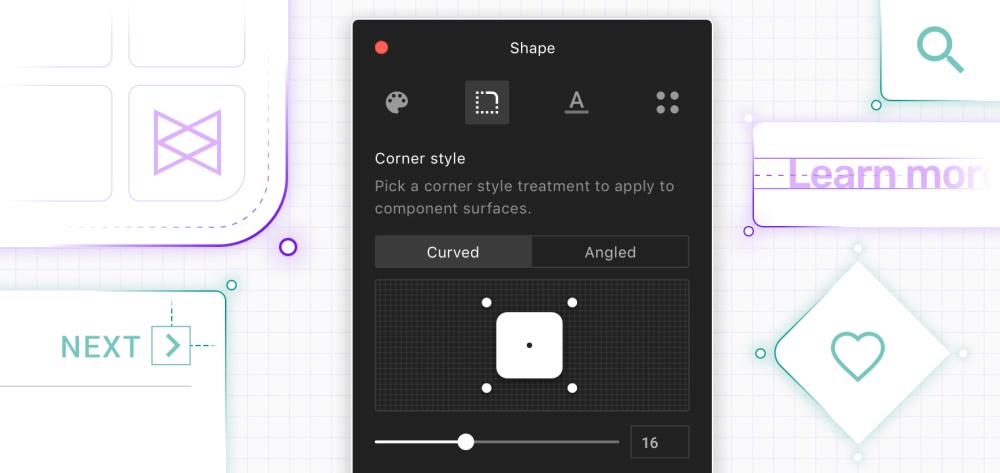 Shape
A
Corner style
Pick a corner style treatment to apply to
component surfaces.
Curved
Angled
16
NEXT
Learn more